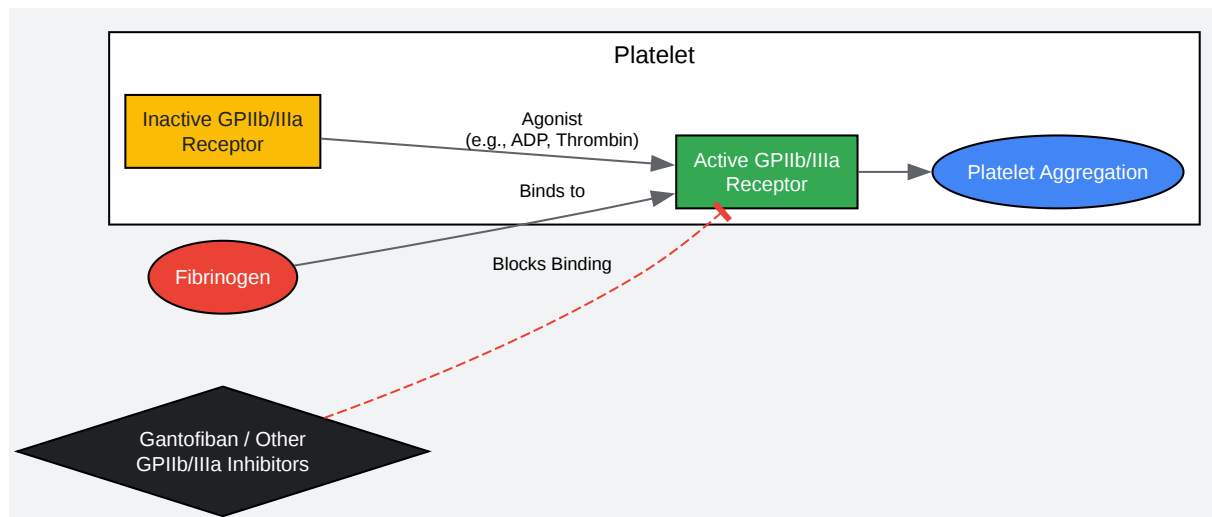 Platelet
Inactive GPIIb/IIIa
Receptor
Agonist
(e.g., ADP, Thrombin)
Active GPIIb/IIIa
Receptor
Platelet Aggregation
Binds to
Fibrinogen
Blocks Binding
Gantofiban / Other
GPIIb/IIIa Inhibitors